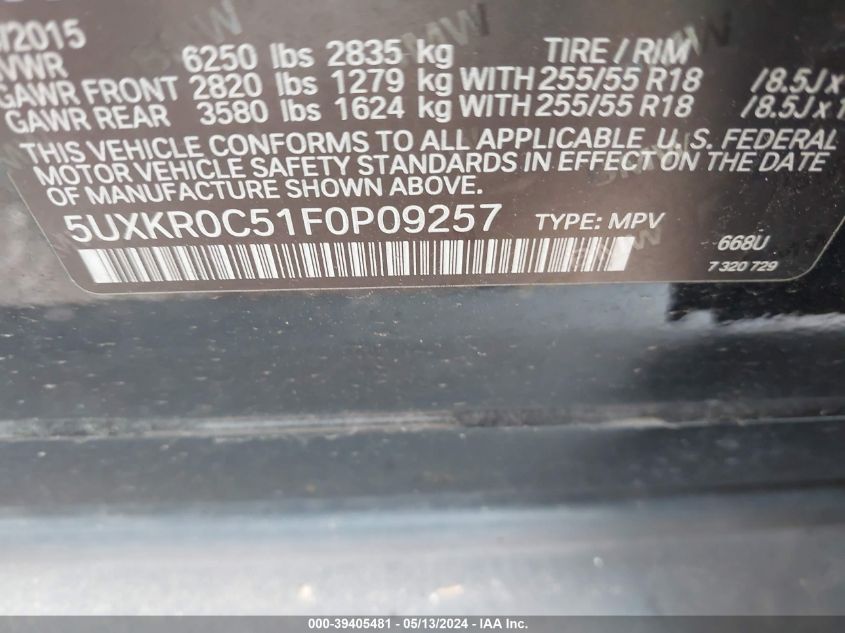 /2015
GVWR 6250 lbs 2835 kg TIRE / RIM
GAWR FRONT 2820 lbs 1279 kg WITH 255/55 R18 /8.5J x
GAWR REAR 3580 lbs 1624 kg WITH 255/55 R18 /8.5J x 1
THIS VEHICLE CONFORMS TO ALL APPLICABLE U. S. FEDERAL
MOTOR VEHICLE SAFETY STANDARDS IN EFFECT ON THE DATE
OF MANUFACTURE SHOWN ABOVE.
5UXKR0C51F0P09257 TYPE: MPV 668U
7 320 729
000-39405481 - 05/13/2024 - IAA Inc.